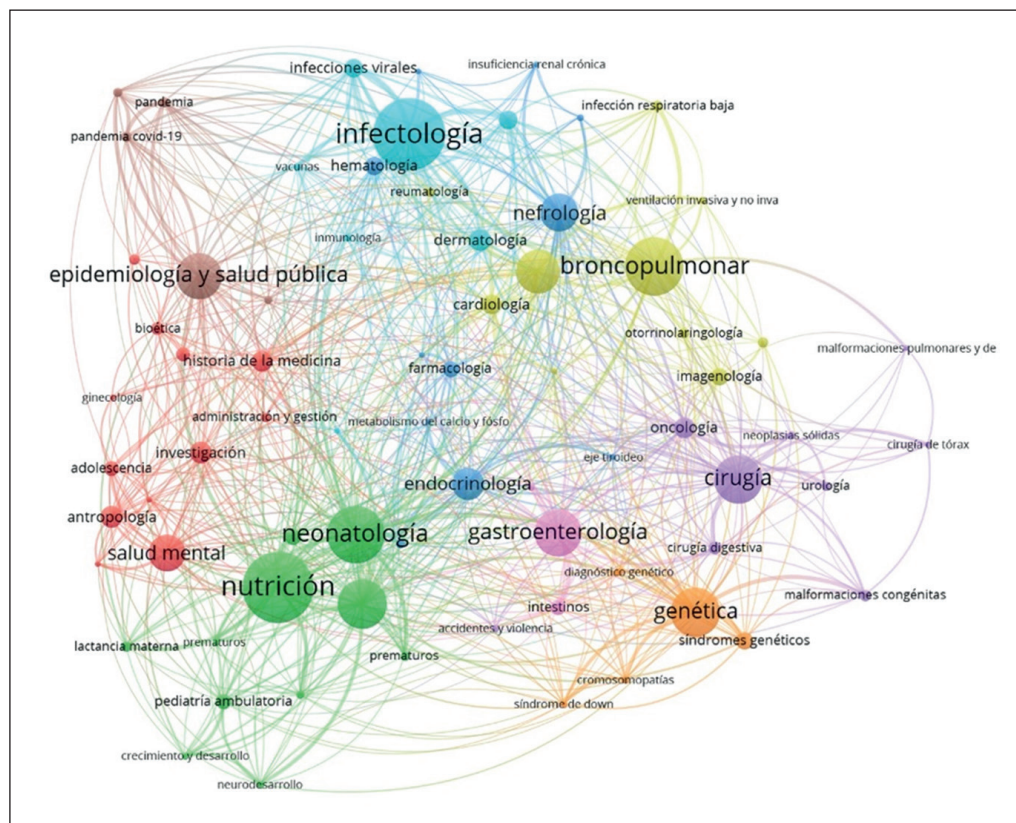 infecciones virales
insuficiencia renal crónica
pandemia
infección respiratoria baja
pandemia covid-19
infectología
vacunas
hematología
reumatología
ventilación invasiva y no inva
nefrología
inmunología
dermatología
epidemiología y salud pública
broncopulmonar
cardiología
bioética
otorrinolaringología
malformaciones pulmonares y de
historia de la medicina
farmacología
imagenología
ginecología
administración y gestión
metabolismo del calcio y fósfo
oncología
neoplasias sólidas
cirugía de tórax
investigación
eje tiroideo
adolescencia
endocrinología
cirugía
urología
antropología
neonatología
gastroenterología
salud mental
cirugía digestiva
nutrición
diagnóstico genético
malformaciones congénitas
intestinos
genética
accidentes y violencia
síndromes genéticos
lactancia materna
prematuros
prematuros
cromosomopatías
pediatría ambulatoria
síndrome de down
crecimiento y desarrollo
neurodesarrollo